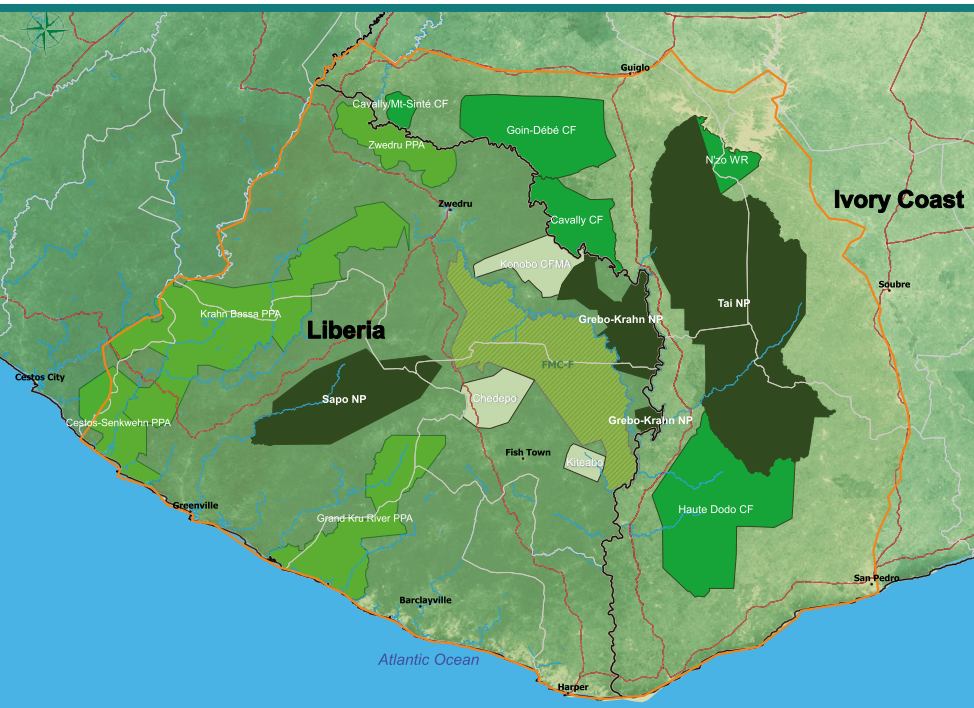 Guiglo
Cavally/Mt-Sinté CF
Goin-Débé CF
Zwedru PPA
N'zo WR
Ivory Coast
Zwedru
Cavally CF
Konobo CFMA
Soubre
Tai NP
Krahn Bassa PPA
Grebo-Krahn NP
Liberia
FMC-F
Cestos City
Sapo NP
Chedepo
Cestos-Senkwehn PPA
Grebo-Krahn NP
Fish Town
Kiteabo
Greenville
Haute Dodo CF
Grand Kru River PPA
San Pedro
Barclayville
Atlantic Ocean
Harper